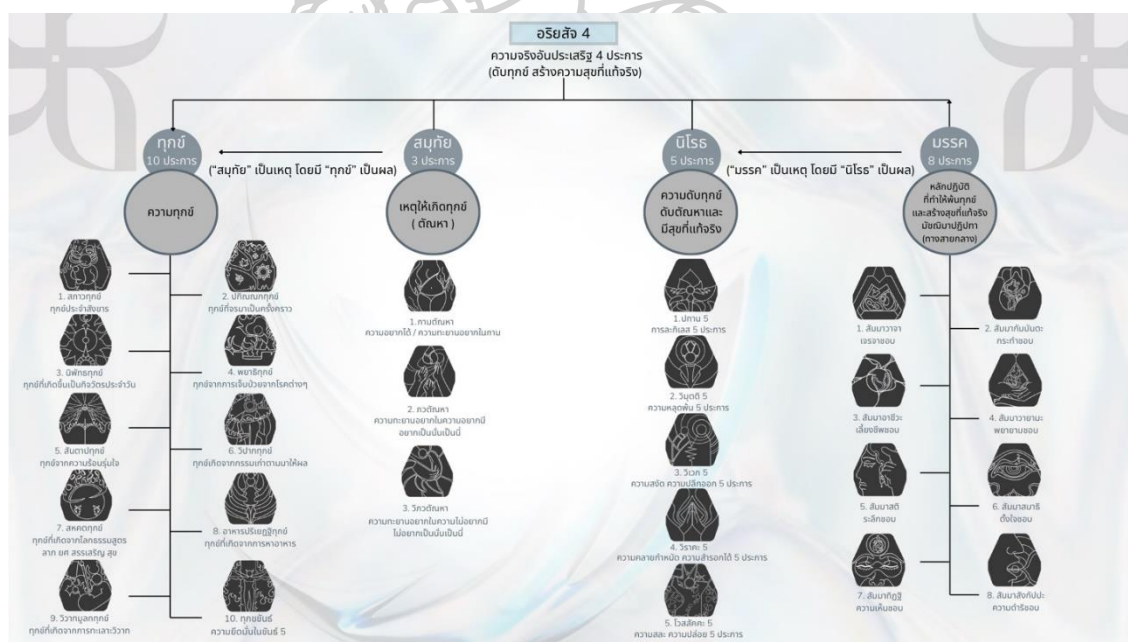 อริยสัจ 4
ความจริงอันประเสริฐ 4 ประการ
(ดับทุกข์ สร้างความสุขที่แท้จริง)
ทุกข์
10 ประการ
ความทุกข์
("สมุทัย" เป็นเหตุ โดยมี "ทุกข์" เป็นผล)
สมุทัย
3 ประการ
เหตุให้เกิดทุกข์
( ตัณหา )
นิโรธ
5 ประการ
ความดับทุกข์
ดับตัณหาและ
มีสุขที่แท้จริง
("มรรค" เป็นเหตุ โดยมี "นิโรธ" เป็นผล)
มรรค
8 ประการ
หลักปฏิบัติ
ที่ทำให้พ้นทุกข์
และสร้างสุขที่แท้จริง
มัชฌิมาปฏิปทา
(ทางสายกลาง)
1. สภาวทุกข์
ทุกข์ประจำสังขาร
2. ปกิณณกทุกข์
ทุกข์ที่จรมาเป็นครั้งคราว
3. นิพัทธทุกข์
ทุกข์ที่เกิดขึ้นเป็นกิจวัตรประจำวัน
4. พยาธิทุกข์
ทุกข์จากการเจ็บป่วยจากโรคต่างๆ
5. สันตาปทุกข์
ทุกข์จากความร้อนรุ่มใจ
6. วิปากทุกข์
ทุกข์เกิดจากกรรมเก่าตามมาให้ผล
7. สหคตทุกข์
ทุกข์ที่เกิดจากโลกธรรมสูตร
ลาภ ยศ สรรเสริญ สุข
8. อาหารปริเยฏฐิทุกข์
ทุกข์ที่เกิดจากการหาอาหาร
9. วิวาทมูลกทุกข์
ทุกข์ที่เกิดจากการทะเลาะวิวาท
10. ทุกขขันธ์
ความยึดมั่นในขันธ์ 5
1.กามตัณหา
ความอยากได้ / ความทะยานอยากในกาม
2. ภวตัณหา
ความทะยานอยากในความอยากมี
อยากเป็นนั่นเป็นนี่
3. วิภวตัณหา
ความทะยานอยากในความไม่อยากมี
ไม่อยากเป็นนั่นเป็นนี่
1.ปหาน 5
การละกิเลส 5 ประการ
2. วิมุตติ 5
ความหลุดพ้น 5 ประการ
3. วิเวก 5
ความสงัด ความปลีกออก 5 ประการ
4. วิราคะ 5
ความคลายกำหนัด ความสำรอกได้ 5 ประการ
5. โวสสัคคะ 5
ความสละ ความปล่อย 5 ประการ
1. สัมมาวาจา
เจรจาชอบ
2. สัมมากัมมันตะ
กระทำชอบ
3. สัมมาอาชีวะ
เลี้ยงชีพชอบ
4. สัมมาวายามะ
พยายามชอบ
5. สัมมาสติ
ระลึกชอบ
6. สัมมาสมาธิ
ตั้งใจชอบ
7. สัมมาทิฏฐิ
ความเห็นชอบ
8. สัมมาสังกัปปะ
ความดำริชอบ